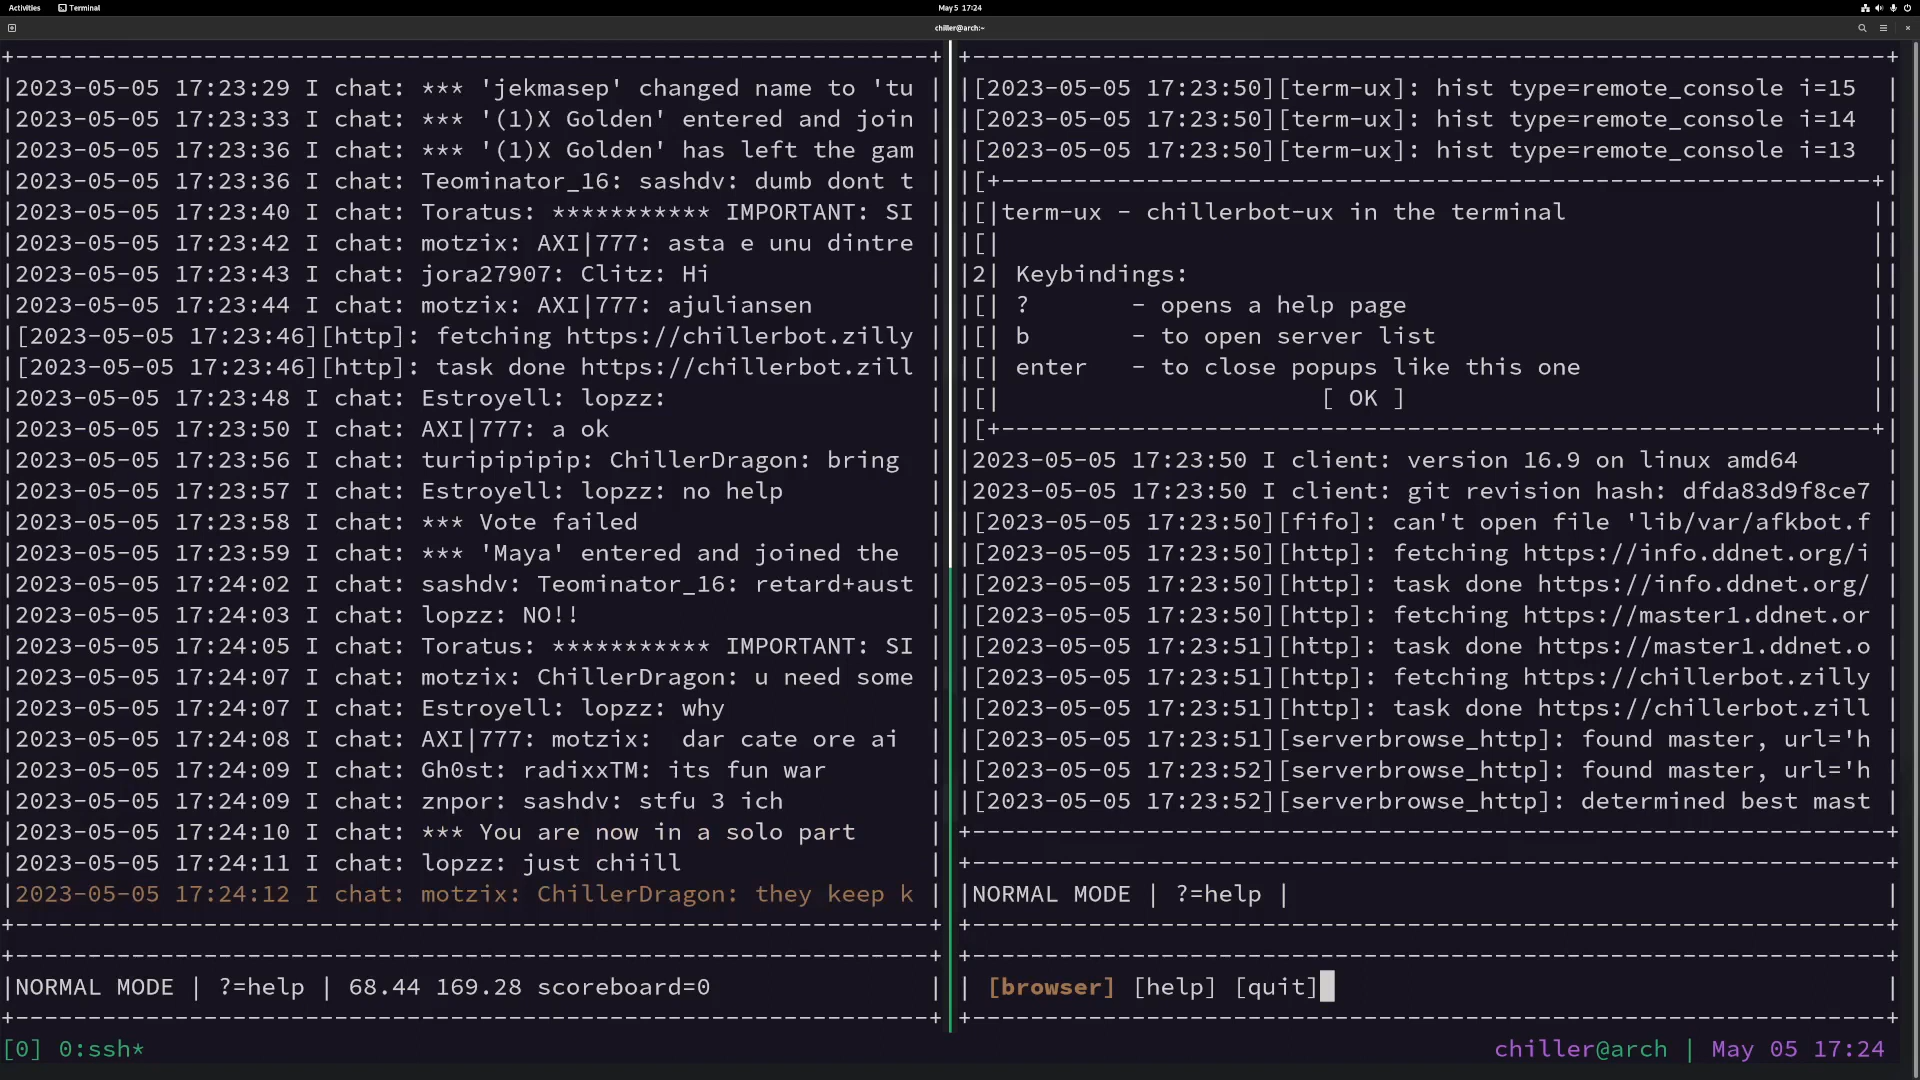 Activities Terminal May 5 17:24
chiller@arch:~
|2023-05-05 17:23:29 I chat: *** 'jekmasep' changed name to 'tu |
|2023-05-05 17:23:33 I chat: *** '(1)X Golden' entered and join |
|2023-05-05 17:23:36 I chat: *** '(1)X Golden' has left the gam |
|2023-05-05 17:23:36 I chat: Teominator_16: sashdv: dumb dont t |
|2023-05-05 17:23:40 I chat: Toratus: *********** IMPORTANT: SI |
|2023-05-05 17:23:42 I chat: motzix: AXI|777: asta e unu dintre |
|2023-05-05 17:23:43 I chat: jora27907: Clitz: Hi |
|2023-05-05 17:23:44 I chat: motzix: AXI|777: ajuliansen |
|[2023-05-05 17:23:46][http]: fetching https://chillerbot.zilly |
|[2023-05-05 17:23:46][http]: task done https://chillerbot.zill |
|2023-05-05 17:23:48 I chat: Estroyell: lopzz: |
|2023-05-05 17:23:50 I chat: AXI|777: a ok |
|2023-05-05 17:23:56 I chat: turipipipip: ChillerDragon: bring |
|2023-05-05 17:23:57 I chat: Estroyell: lopzz: no help |
|2023-05-05 17:23:58 I chat: *** Vote failed |
|2023-05-05 17:23:59 I chat: *** 'Maya' entered and joined the |
|2023-05-05 17:24:02 I chat: sashdv: Teominator_16: retard+aust |
|2023-05-05 17:24:03 I chat: lopzz: NO!! |
|2023-05-05 17:24:05 I chat: Toratus: *********** IMPORTANT: SI |
|2023-05-05 17:24:07 I chat: motzix: ChillerDragon: u need some |
|2023-05-05 17:24:07 I chat: Estroyell: lopzz: why |
|2023-05-05 17:24:08 I chat: AXI|777: motzix:  dar cate ore ai |
|2023-05-05 17:24:09 I chat: Gh0st: radixxTM: its fun war |
|2023-05-05 17:24:09 I chat: znpor: sashdv: stfu 3 ich |
|2023-05-05 17:24:10 I chat: *** You are now in a solo part |
|2023-05-05 17:24:11 I chat: lopzz: just chiill |
|2023-05-05 17:24:12 I chat: motzix: ChillerDragon: they keep k |
|NORMAL MODE | ?=help | 68.44 169.28 scoreboard=0 |
|[2023-05-05 17:23:50][term-ux]: hist type=remote_console i=15 |
|[2023-05-05 17:23:50][term-ux]: hist type=remote_console i=14 |
|[2023-05-05 17:23:50][term-ux]: hist type=remote_console i=13 |
|[|term-ux - chillerbot-ux in the terminal ||
|[| ||
|2| Keybindings: ||
|[| ? - opens a help page ||
|[| b - to open server list ||
|[| enter - to close popups like this one ||
|[| [ OK ] ||
|2023-05-05 17:23:50 I client: version 16.9 on linux amd64 |
|2023-05-05 17:23:50 I client: git revision hash: dfda83d9f8ce7 |
|[2023-05-05 17:23:50][fifo]: can't open file 'lib/var/afkbot.f |
|[2023-05-05 17:23:50][http]: fetching https://info.ddnet.org/i |
|[2023-05-05 17:23:50][http]: task done https://info.ddnet.org/ |
|[2023-05-05 17:23:50][http]: fetching https://master1.ddnet.or |
|[2023-05-05 17:23:51][http]: task done https://master1.ddnet.o |
|[2023-05-05 17:23:51][http]: fetching https://chillerbot.zilly |
|[2023-05-05 17:23:51][http]: task done https://chillerbot.zill |
|[2023-05-05 17:23:51][serverbrowse_http]: found master, url='h |
|[2023-05-05 17:23:52][serverbrowse_http]: found master, url='h |
|[2023-05-05 17:23:52][serverbrowse_http]: determined best mast |
|NORMAL MODE | ?=help | |
| [browser] [help] [quit] |
[0] 0:ssh* chiller@arch | May 05 17:24